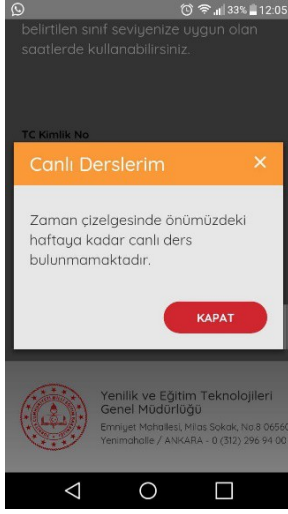 12:05
33%
belirtilen sınıf seviyenize uygun olan
saatlerde kullanabilirsiniz.
TC Kimlik No
Canlı Derslerim
Zaman çizelgesinde önümüzdeki
haftaya kadar canlı ders
bulunmamaktadır.
KAPAT
Yenilik ve Eğitim Teknolojileri
Genel Müdürlüğü
Emniyet Mahallesi, Milas Sokak, No.8 06560
Yenimahalle / ANKARA - 0 (312) 296 94 00